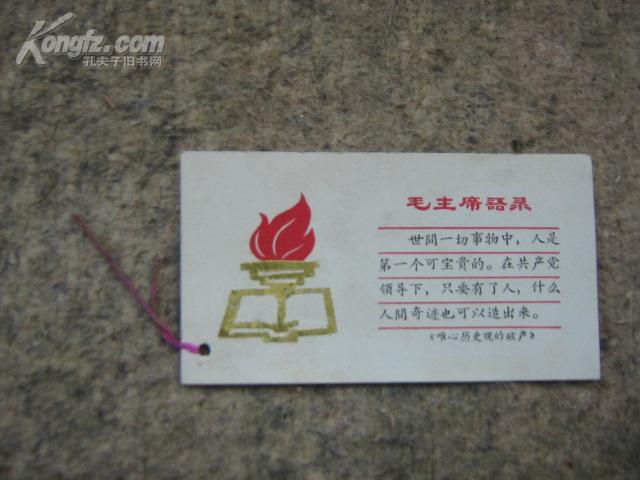 Kongfz.com
孔夫子旧书网
毛主席語录
世間一切事物中，人是
第一个可宝貴的。在共产党
领导下，只要有了人，什么
人間奇迹也可以造出来。
《唯心历史观的破产》